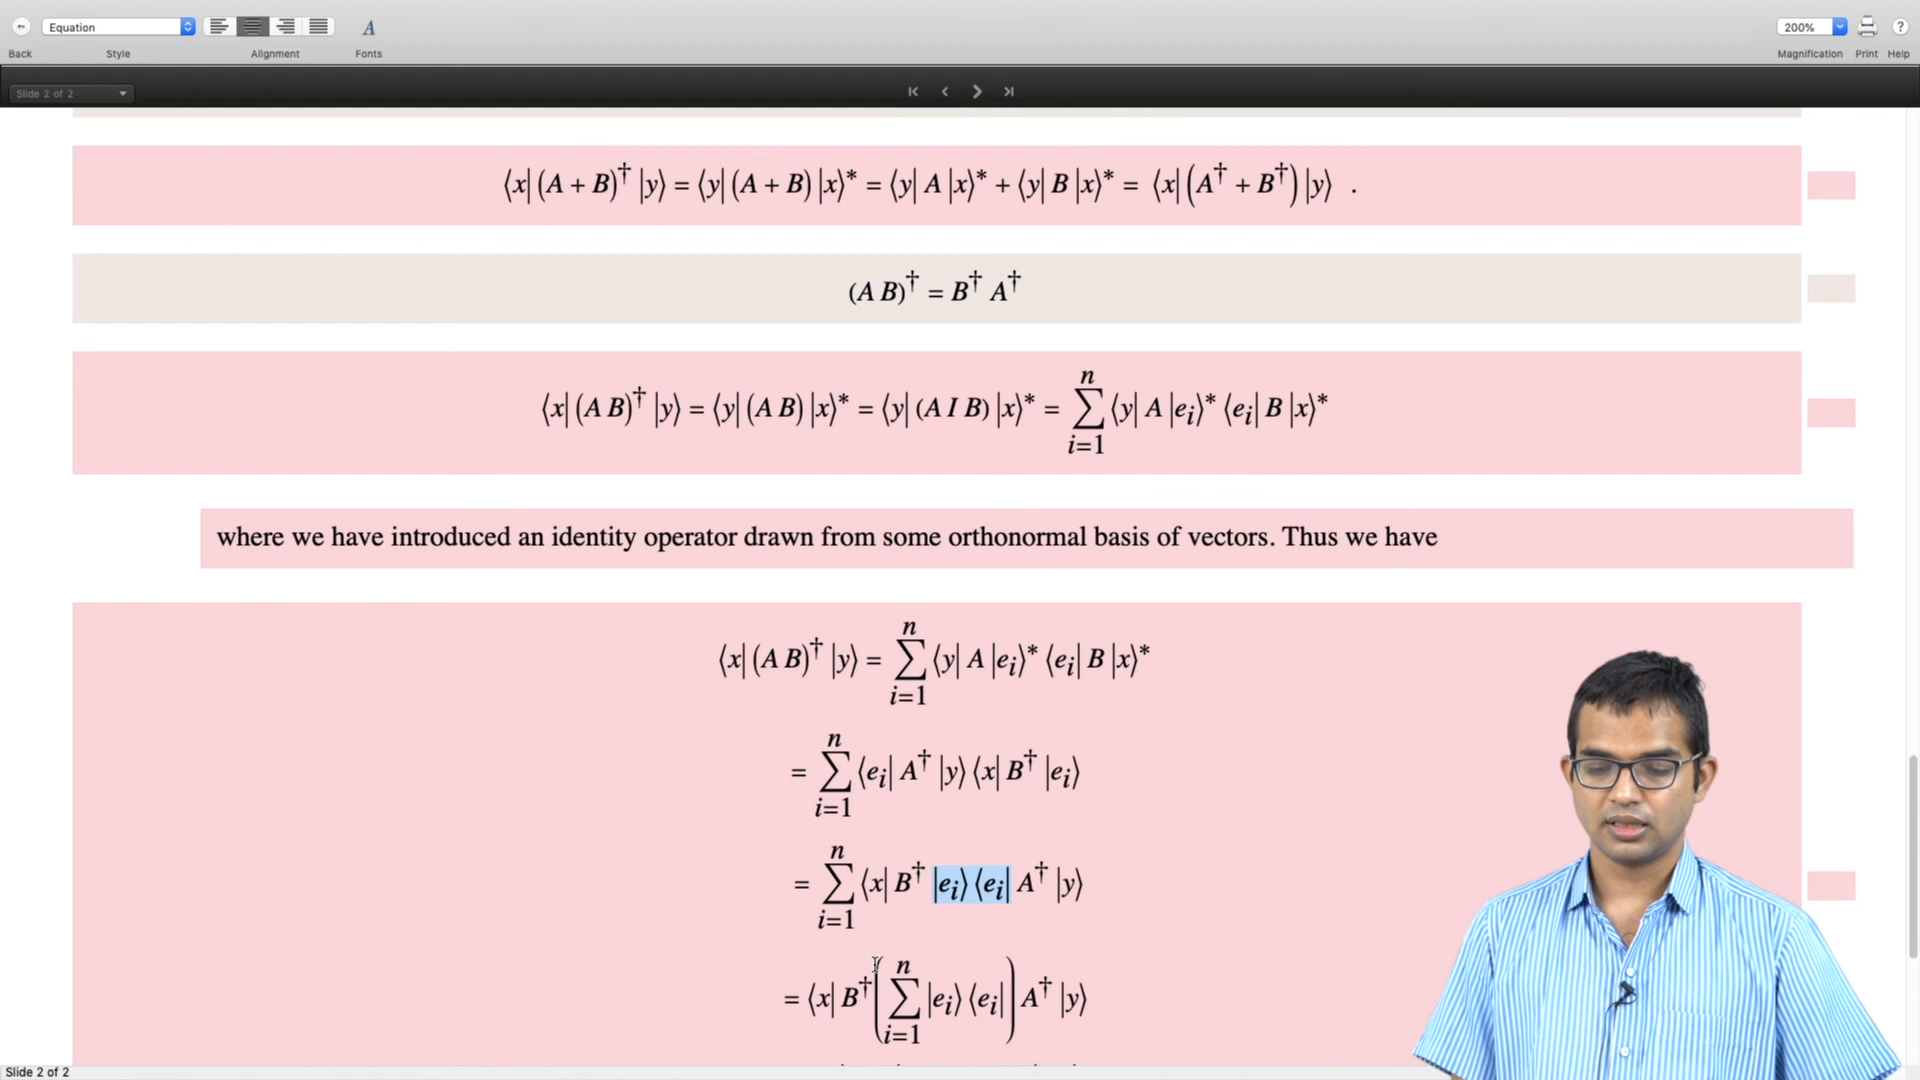 Equation
200%
Back
Style
Alignment
Fonts
Magnification
Print
Help
Slide 2 of 2
⟨x| (A + B)† |y⟩ = ⟨y| (A + B) |x⟩* = ⟨y| A |x⟩* + ⟨y| B |x⟩* = ⟨x| (A† + B†) |y⟩ .
(A B)† = B† A†
⟨x| (A B)† |y⟩ = ⟨y| (A B) |x⟩* = ⟨y| (A I B) |x⟩* = ∑_{i=1}^{n} ⟨y| A |e_i⟩* ⟨e_i| B |x⟩*
where we have introduced an identity operator drawn from some orthonormal basis of vectors. Thus we have
⟨x| (A B)† |y⟩ = ∑_{i=1}^{n} ⟨y| A |e_i⟩* ⟨e_i| B |x⟩*
= ∑_{i=1}^{n} ⟨e_i| A† |y⟩ ⟨x| B† |e_i⟩
= ∑_{i=1}^{n} ⟨x| B† |e_i⟩ ⟨e_i| A† |y⟩
= ⟨x| B† (∑_{i=1}^{n} |e_i⟩ ⟨e_i|) A† |y⟩
Slide 2 of 2